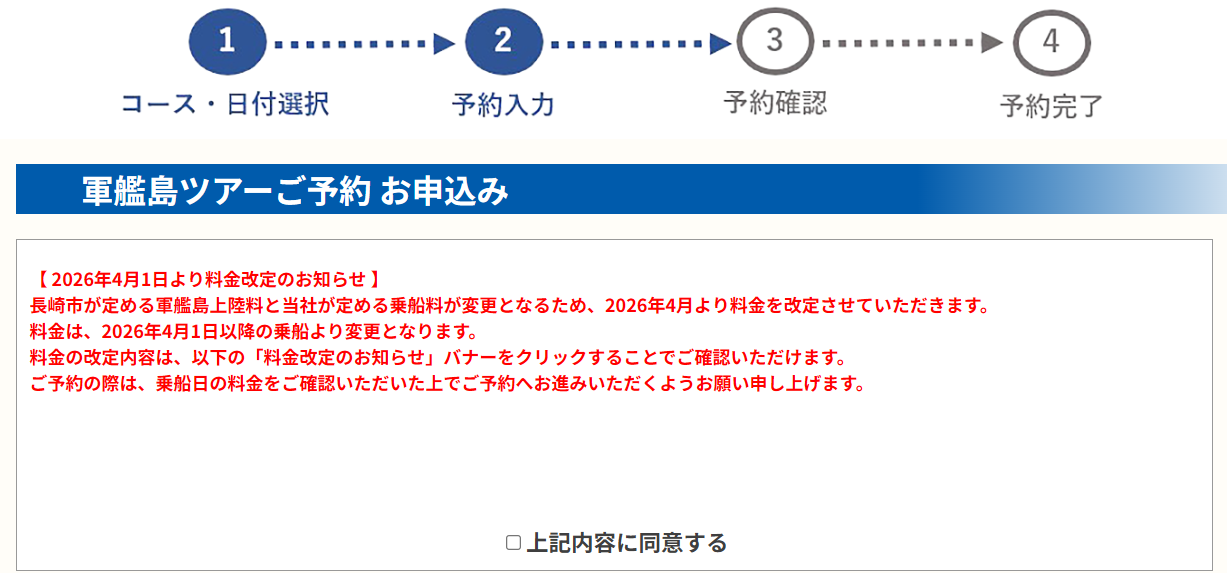 1
2
3
4
コース・日付選択
予約入力
予約確認
予約完了
軍艦島ツアーご予約 お申込み
【 2026年4月1日より料金改定のお知らせ 】
長崎市が定める軍艦島上陸料と当社が定める乗船料が変更となるため、2026年4月より料金を改定させていただきます。
料金は、2026年4月1日以降の乗船より変更となります。
料金の改定内容は、以下の「料金改定のお知らせ」バナーをクリックすることでご確認いただけます。
ご予約の際は、乗船日の料金をご確認いただいた上でご予約へお進みいただくようお願い申し上げます。
上記内容に同意する